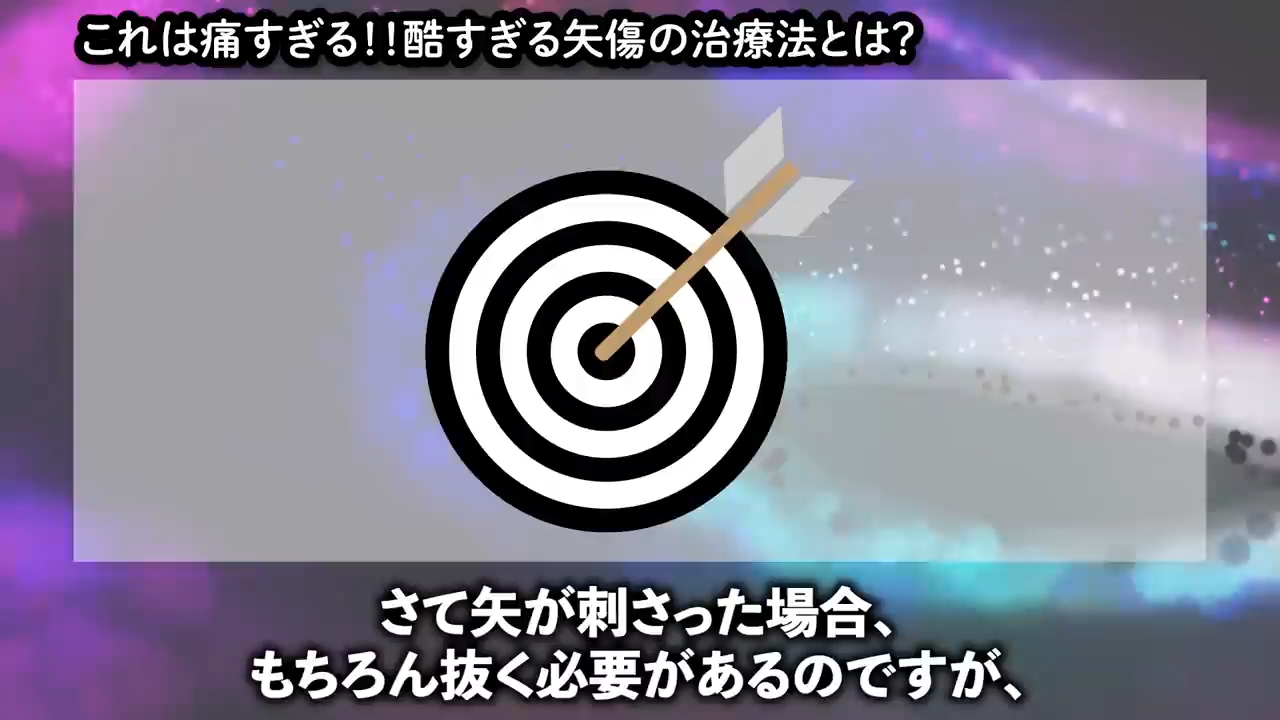 これは痛すぎる！！酷すぎる矢傷の治療法とは？
さて矢が刺さった場合、
もちろん抜く必要があるのですが、